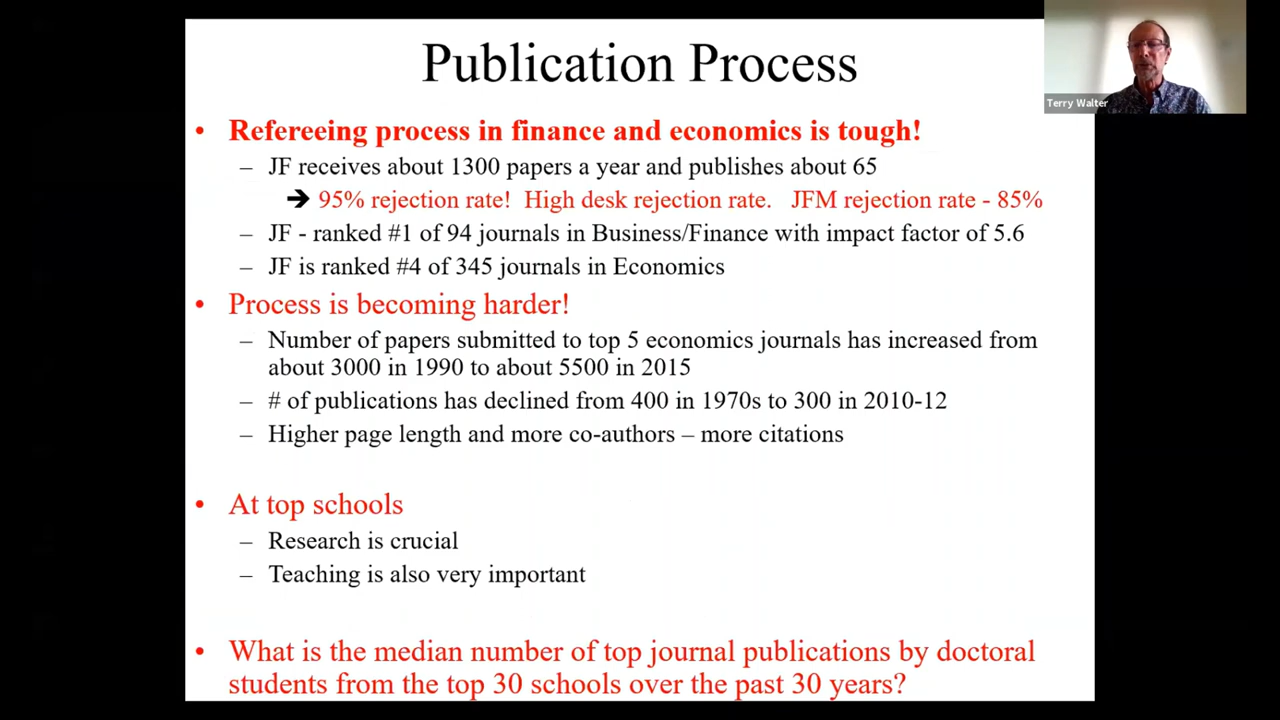 Publication Process
Terry Walter
• Refereeing process in finance and economics is tough!
– JF receives about 1300 papers a year and publishes about 65
➔ 95% rejection rate! High desk rejection rate. JFM rejection rate - 85%
– JF - ranked #1 of 94 journals in Business/Finance with impact factor of 5.6
– JF is ranked #4 of 345 journals in Economics
• Process is becoming harder!
– Number of papers submitted to top 5 economics journals has increased from
about 3000 in 1990 to about 5500 in 2015
– # of publications has declined from 400 in 1970s to 300 in 2010-12
– Higher page length and more co-authors – more citations
• At top schools
– Research is crucial
– Teaching is also very important
• What is the median number of top journal publications by doctoral
students from the top 30 schools over the past 30 years?